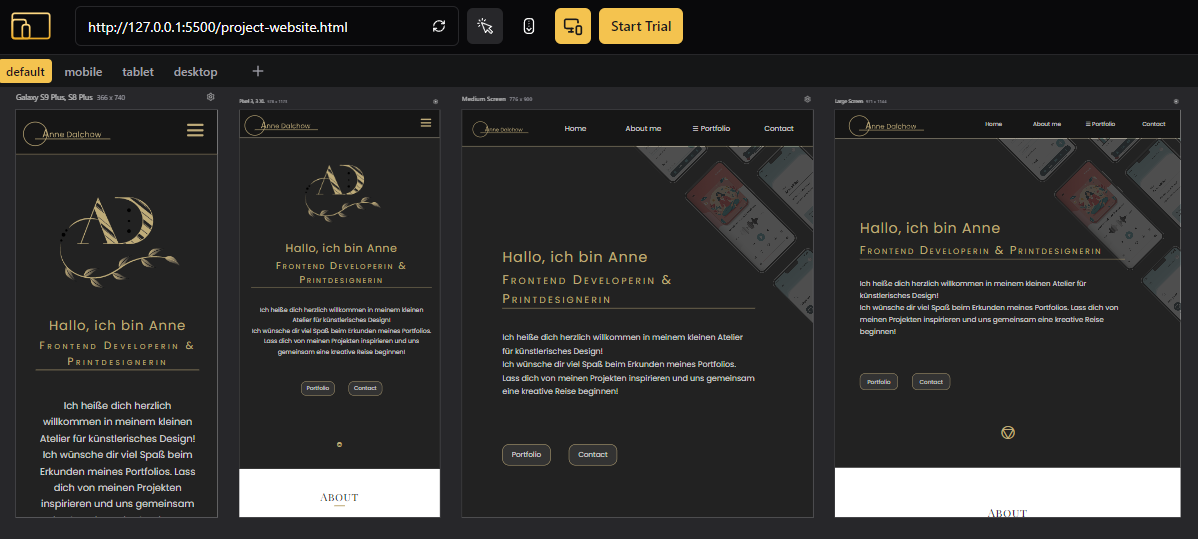 http://127.0.0.1:5500/project-website.html
Start Trial
default
mobile
tablet
desktop
Galaxy S9 Plus, S8 Plus 366 x 740
Anne Dalchow
AD
Hallo, ich bin Anne
Frontend Developerin &
Printdesignerin
Ich heiße dich herzlich
willkommen in meinem kleinen
Atelier für künstlerisches Design!
Ich wünsche dir viel Spaß beim
Erkunden meines Portfolios. Lass
dich von meinen Projekten
inspirieren und uns gemeinsam
Pixel 3, 3 XL
Anne Dalchow
AD
Hallo, ich bin Anne
Frontend Developerin &
Printdesignerin
Ich heiße dich herzlich willkommen in meinem kleinen
Atelier für künstlerisches Design!
Ich wünsche dir viel Spaß beim Erkunden meines Portfolios.
Lass dich von meinen Projekten inspirieren und uns
gemeinsam eine kreative Reise beginnen!
Portfolio
Contact
About
Medium Screen
Anne Dalchow
Home
About me
☰ Portfolio
Contact
Hallo, ich bin Anne
Frontend Developerin &
Printdesignerin
Ich heiße dich herzlich willkommen in meinem kleinen Atelier
für künstlerisches Design!
Ich wünsche dir viel Spaß beim Erkunden meines Portfolios.
Lass dich von meinen Projekten inspirieren und uns gemeinsam
eine kreative Reise beginnen!
Portfolio
Contact
Large Screen
Anne Dalchow
Home
About me
☰ Portfolio
Contact
Hallo, ich bin Anne
Frontend Developerin & Printdesignerin
Ich heiße dich herzlich willkommen in meinem kleinen Atelier für
künstlerisches Design!
Ich wünsche dir viel Spaß beim Erkunden meines Portfolios. Lass dich von
meinen Projekten inspirieren und uns gemeinsam eine kreative Reise
beginnen!
Portfolio
Contact
About